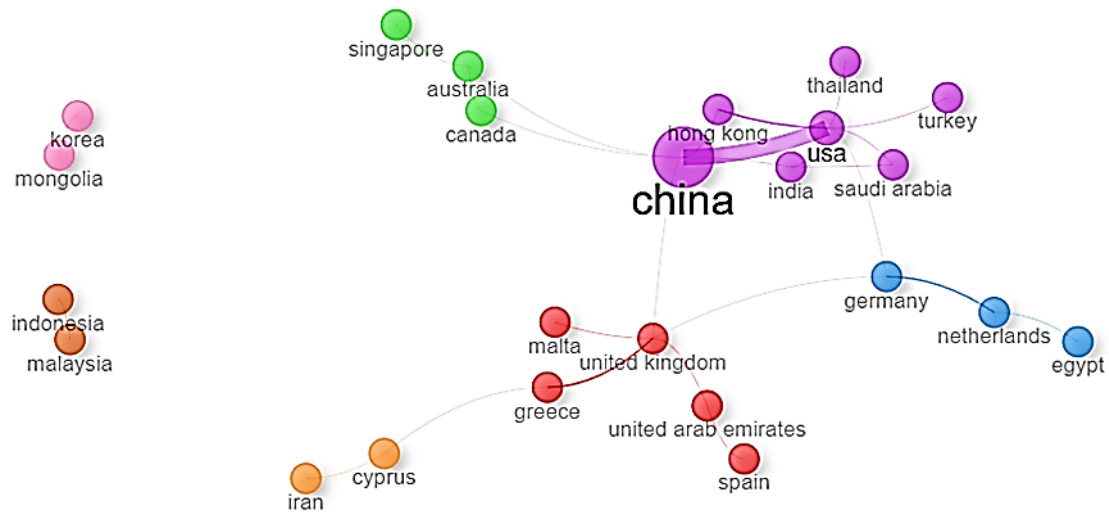 singapore
australia
canada
thailand
turkey
hong kong
usa
india
saudi arabia
china
korea
mongolia
indonesia
malaysia
germany
netherlands
egypt
malta
united kingdom
greece
united arab emirates
spain
cyprus
iran